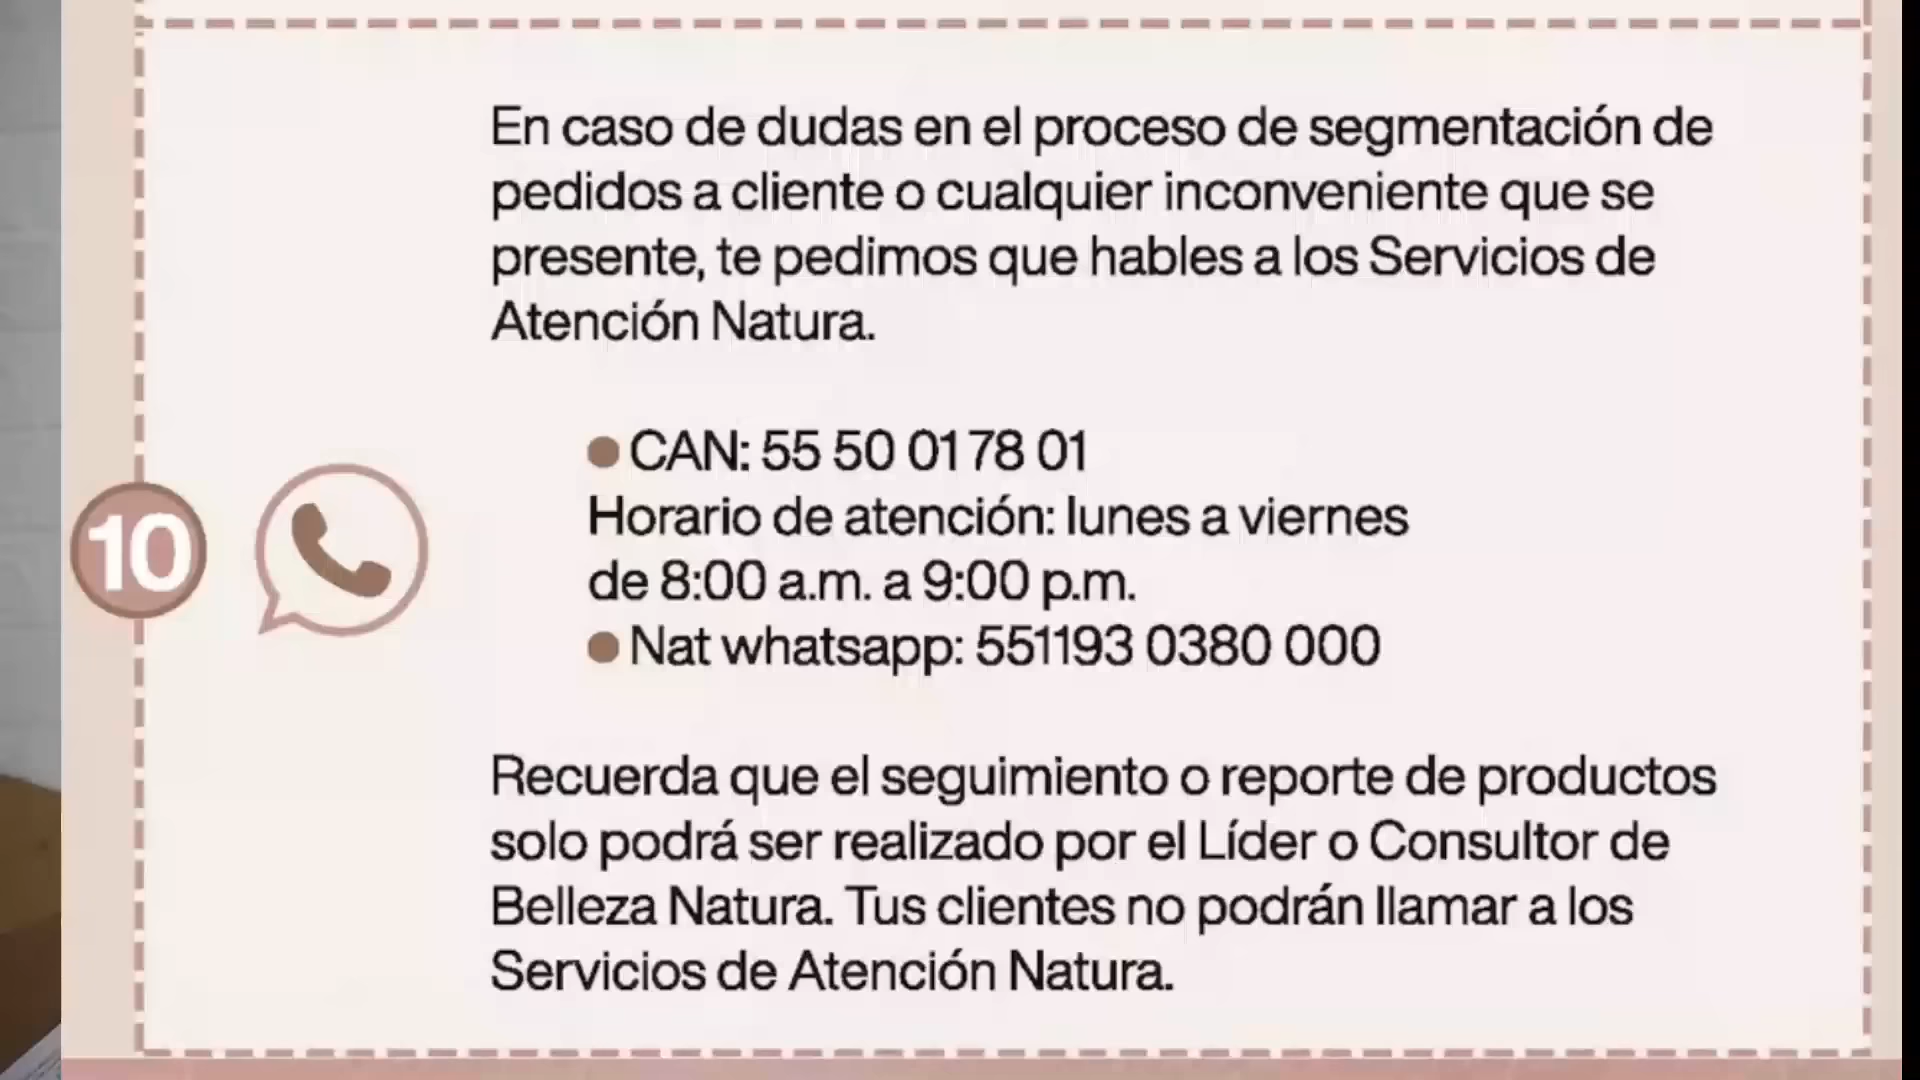 En caso de dudas en el proceso de segmentación de
pedidos a cliente o cualquier inconveniente que se
presente, te pedimos que hables a los Servicios de
Atención Natura.
● CAN: 55 50 01 78 01
Horario de atención: lunes a viernes
de 8:00 a.m. a 9:00 p.m.
● Nat whatsapp: 551193 0380 000
10
Recuerda que el seguimiento o reporte de productos
solo podrá ser realizado por el Líder o Consultor de
Belleza Natura. Tus clientes no podrán llamar a los
Servicios de Atención Natura.